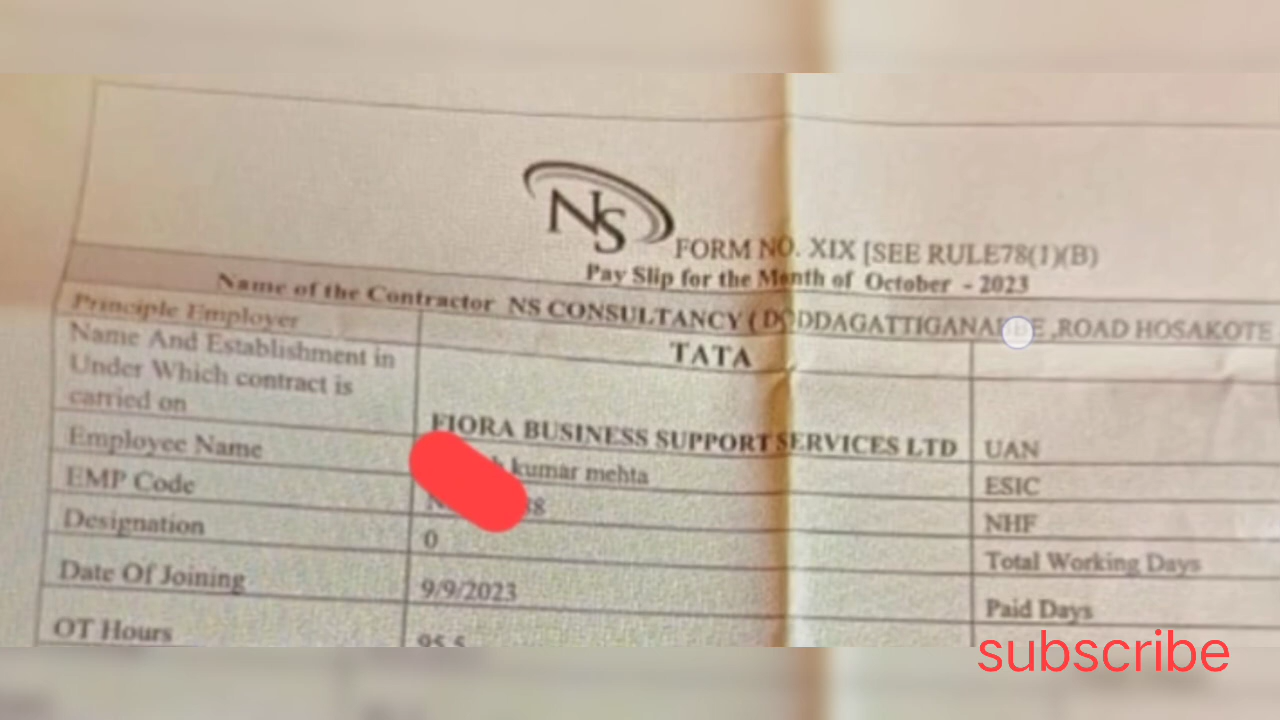 NS
FORM NO. XIX [SEE RULE78(1)(B)
Pay Slip for the Month of October - 2023
Name of the Contractor NS CONSULTANCY ( DODDAGATTIGANABBE ,ROAD HOSAKOTE
Principle Employer
TATA
Name And Establishment in
Under Which contract is
carried on
FIORA BUSINESS SUPPORT SERVICES LTD
UAN
Employee Name
kumar mehta
ESIC
EMP Code
NHF
Designation
0
Total Working Days
Date Of Joining
9/9/2023
Paid Days
OT Hours
95.5
subscribe